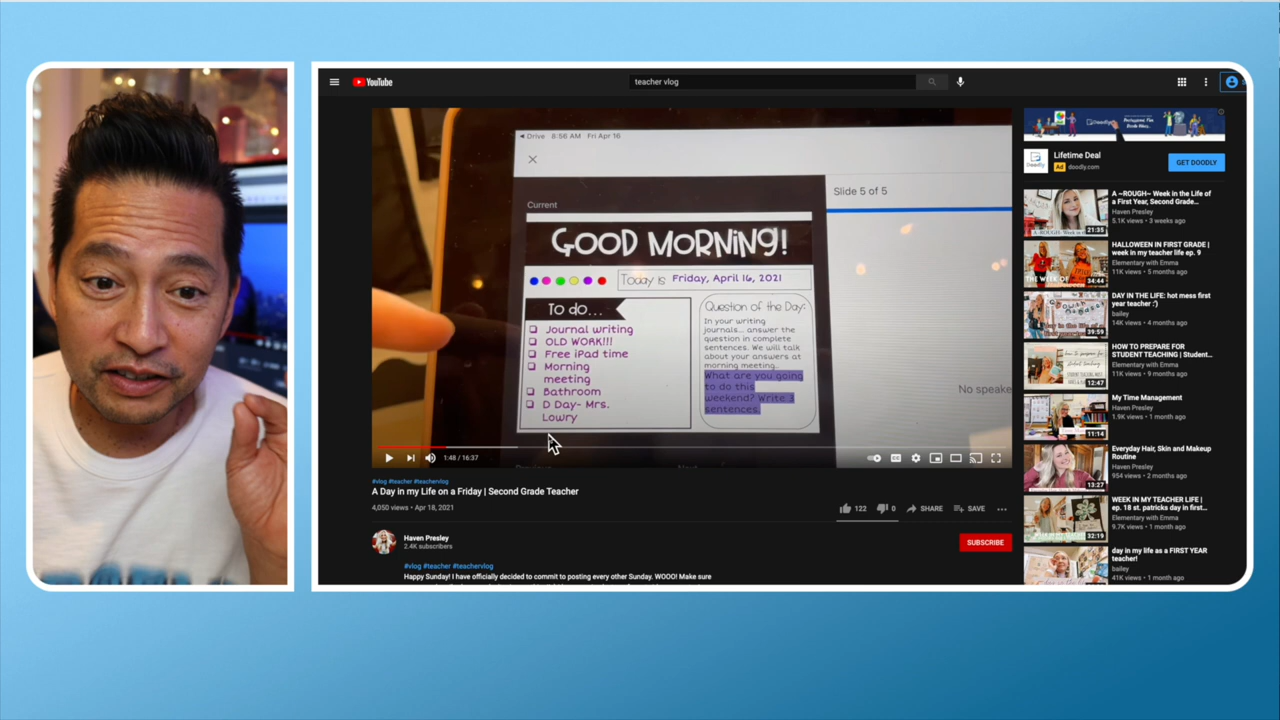 YouTube
teacher vlog
Drive 8:56 AM Fri Apr 16
Current
Slide 5 of 5
GOOD MORNING!
Today is Friday, April 16, 2021
To do...
Journal writing
OLD WORK!!!
Free iPad time
Morning
meeting
Bathroom
D Day- Mrs.
Lowry
Question of the Day:
In your writing
journals... answer the
question in complete
sentences. We will talk
about your answers at
morning meeting.
What are you going
to do this
weekend? Write 3
sentences.
No speake
1:48 / 16:37
#vlog #teacher #teachervlog
A Day in my Life on a Friday | Second Grade Teacher
4,050 views • Apr 18, 2021
122
0
SHARE
SAVE
Haven Presley
2.4K subscribers
SUBSCRIBE
#vlog #teacher #teachervlog
Happy Sunday! I have officially decided to commit to posting every other Sunday. WOOO! Make sure
Doodly
Lifetime Deal
Ad doodly.com
GET DOODLY
A ~ROUGH~ Week in the Life of
a First Year, Second Grade...
Haven Presley
5.1K views • 3 weeks ago
21:35
HALLOWEEN IN FIRST GRADE |
week in my teacher life ep. 9
Elementary with Emma
11K views • 5 months ago
34:44
DAY IN THE LIFE: hot mess first
year teacher :')
bailey
14K views • 4 months ago
39:59
HOW TO PREPARE FOR
STUDENT TEACHING | Student...
Elementary with Emma
11K views • 9 months ago
12:47
My Time Management
Haven Presley
1.9K views • 1 month ago
11:14
Everyday Hair, Skin and Makeup
Routine
Haven Presley
954 views • 2 months ago
13:27
WEEK IN MY TEACHER LIFE |
ep. 18 st. patricks day in first...
Elementary with Emma
9.7K views • 1 month ago
32:19
day in my life as a FIRST YEAR
teacher!
bailey
41K views • 1 month ago